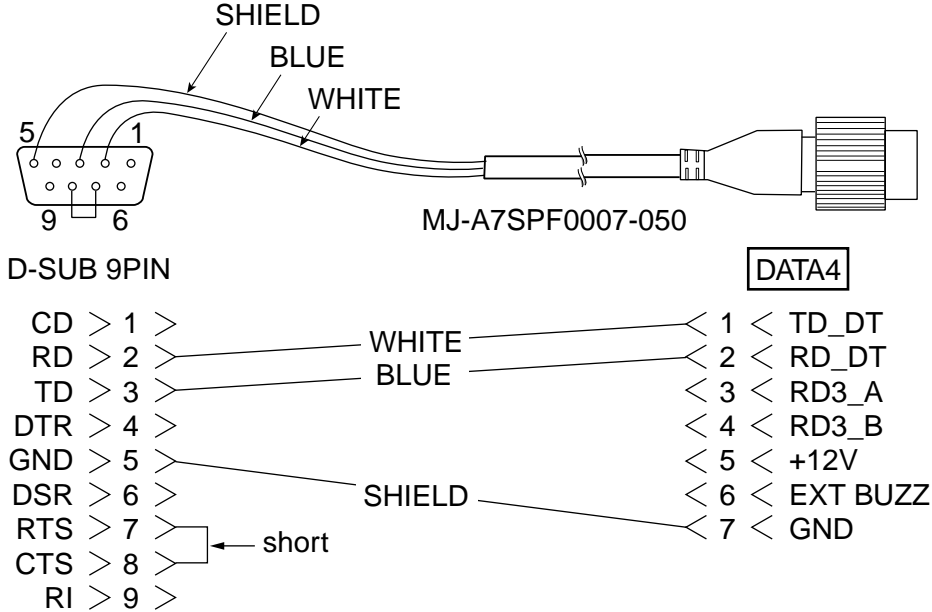 SHIELD
BLUE
WHITE
5 1
9 6
MJ-A7SPF0007-050
D-SUB 9PIN
DATA4
CD 1 1 TD_DT
WHITE
RD 2 2 RD_DT
BLUE
TD 3 3 RD3_A
DTR 4 4 RD3_B
GND 5 5 +12V
DSR 6 SHIELD 6 EXT BUZZ
RTS 7 7 GND
short
CTS 8
RI 9